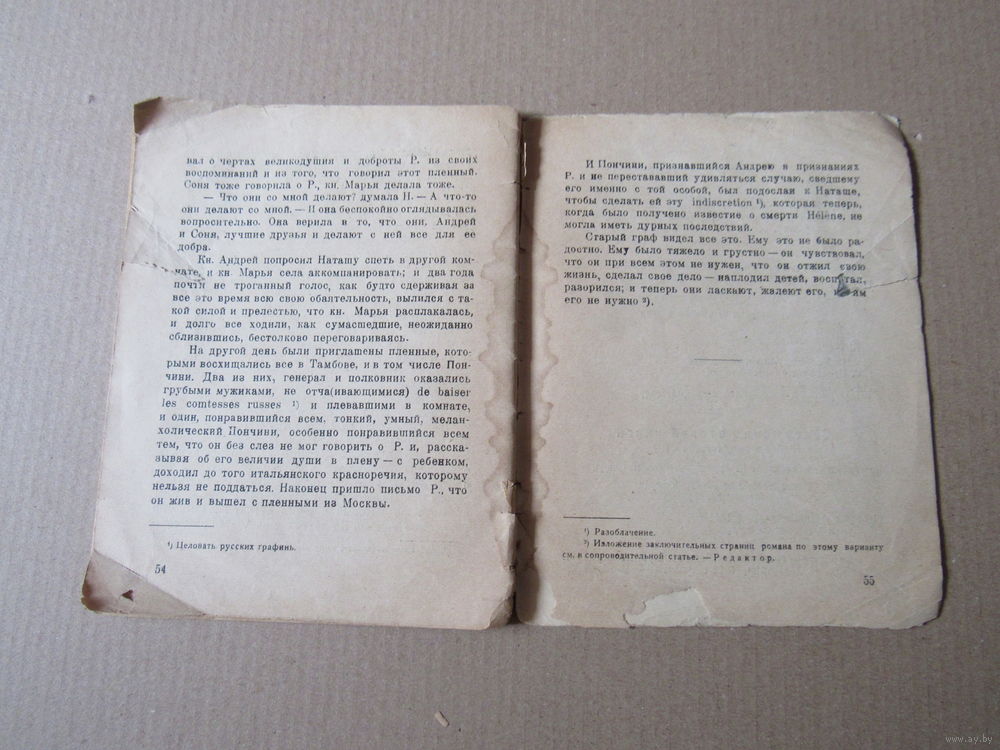 вал о чертах великодушия и доброты Р. из своих
воспоминаний и из того, что говорил этот пленный.
Соня тоже говорила о Р., кн. Марья делала тоже.
— Что они со мной делают? думала Н. — А что-то
они делают со мной. — И она беспокойно оглядывалась
вопросительно. Она верила в то, что они, Андрей
и Соня, лучшие друзья и делают с ней все для ее
добра.
Кн. Андрей попросил Наташу спеть в другой ком-
нате, и кн. Марья села аккомпанировать; и два года
почти не троганный голос, как будто сдерживая за
все это время всю свою обаятельность, вылился с та-
кой силой и прелестью, что кн. Марья расплакалась,
и долго все ходили, как сумасшедшие, неожиданно
сблизившись, бестолково переговариваясь.
На другой день были приглашены пленные, кото-
рыми восхищались все в Тамбове, и в том числе Пон-
чини. Два из них, генерал и полковник оказались
грубыми мужиками, не отча(ивающимися) de baiser
les comtesses russes ¹) и плевавшими в комнате,
и один, понравившийся всем, тонкий, умный, мелан-
холический Пончини, особенно понравившийся всем
тем, что он без слез не мог говорить о Р. и, расска-
зывая об его величии души в плену — с ребенком,
доходил до того итальянского красноречия, которому
нельзя не поддаться. Наконец пришло письмо Р., что
он жив и вышел с пленными из Москвы.
¹) Целовать русских графинь.
54
И Пончини, признавшийся Андрею в признаниях
Р. и не перестававший удивляться случаю, сведшему
его именно с той особой, был подослан к Наташе,
чтобы сделать ей эту indiscretion ¹), которая теперь,
когда было получено известие о смерти Hélène, не
могла иметь дурных последствий.
Старый граф видел все это. Ему это не было ра-
достно. Ему было тяжело и грустно — он чувствовал,
что он при всем этом не нужен, что он отжил свою
жизнь, сделал свое дело — наплодил детей, воспитал,
разорился; и теперь они ласкают, жалеют его, им
его не нужно ²).
¹) Разоблачение.
²) Изложение заключительных страниц романа по этому варианту
см. в сопроводительной статье. — Редактор.
55
www.ay.by